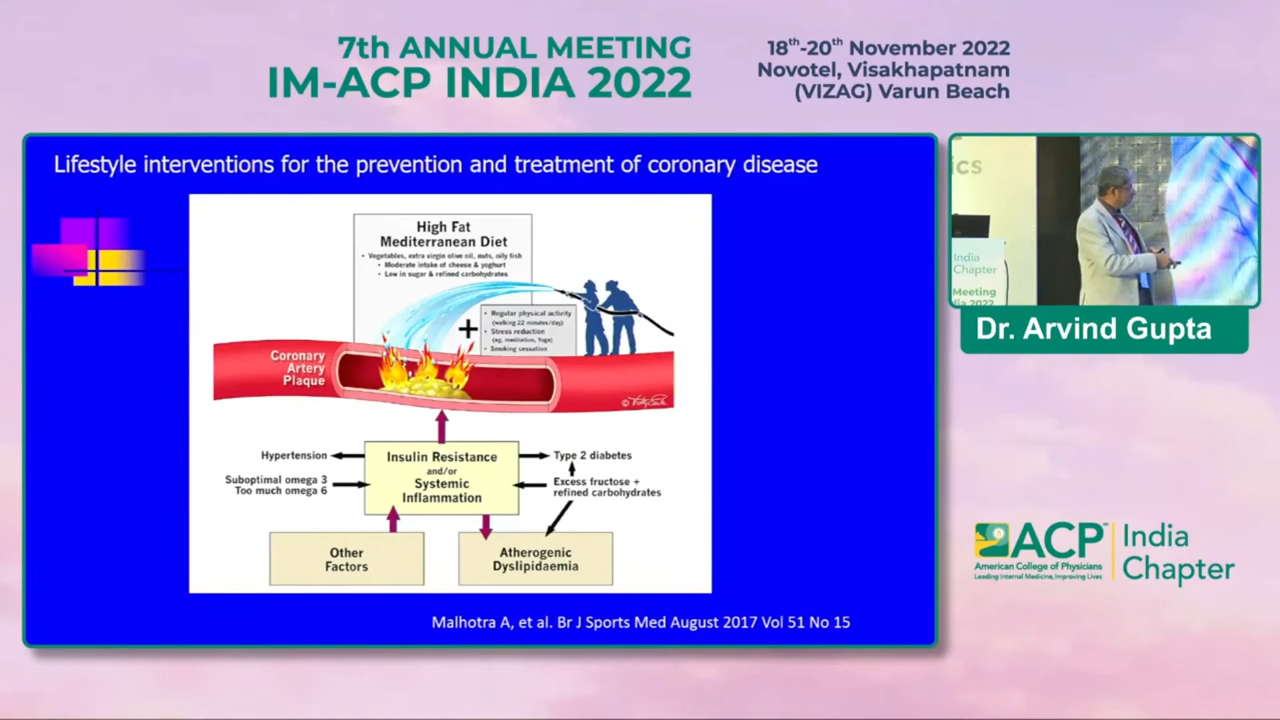 7th ANNUAL MEETING
IM-ACP INDIA 2022
18th-20th November 2022
Novotel, Visakhapatnam
(VIZAG) Varun Beach
Lifestyle interventions for the prevention and treatment of coronary disease
High Fat
Mediterranean Diet
• Vegetables, extra virgin olive oil, nuts, oily fish
• Moderate intake of cheese & yoghurt
• Low in sugar & refined carbohydrates
+
• Regular physical activity
(walking 22 minutes/day)
• Stress reduction
(eg. meditation, Yoga)
• Smoking cessation
Coronary
Artery
Plaque
Hypertension
Insulin Resistance
and/or
Systemic
Inflammation
Type 2 diabetes
Suboptimal omega 3
Too much omega 6
Excess fructose +
refined carbohydrates
Other
Factors
Atherogenic
Dyslipidaemia
Malhotra A, et al. Br J Sports Med August 2017 Vol 51 No 15
ICS
India
Chapter
Meeting
dia 2022
Dr. Arvind Gupta
ACP™
American College of Physicians
Leading Internal Medicine, Improving Lives
India
Chapter